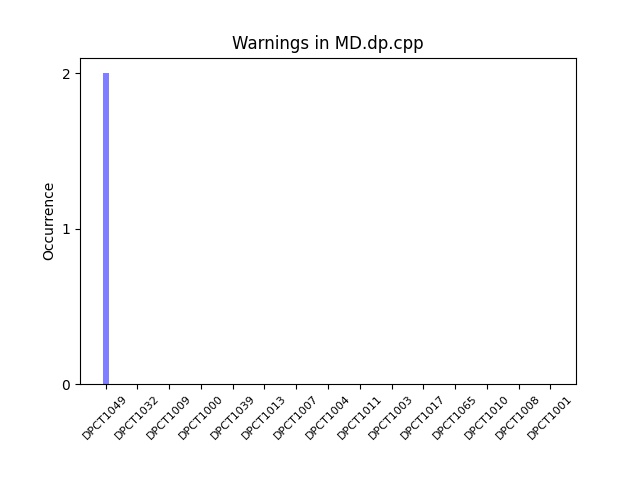 Warnings in MD.dp.cpp
Occurrence
2
1
0
DPCT1049
DPCT1032
DPCT1009
DPCT1000
DPCT1039
DPCT1013
DPCT1007
DPCT1004
DPCT1011
DPCT1003
DPCT1017
DPCT1065
DPCT1010
DPCT1008
DPCT1001